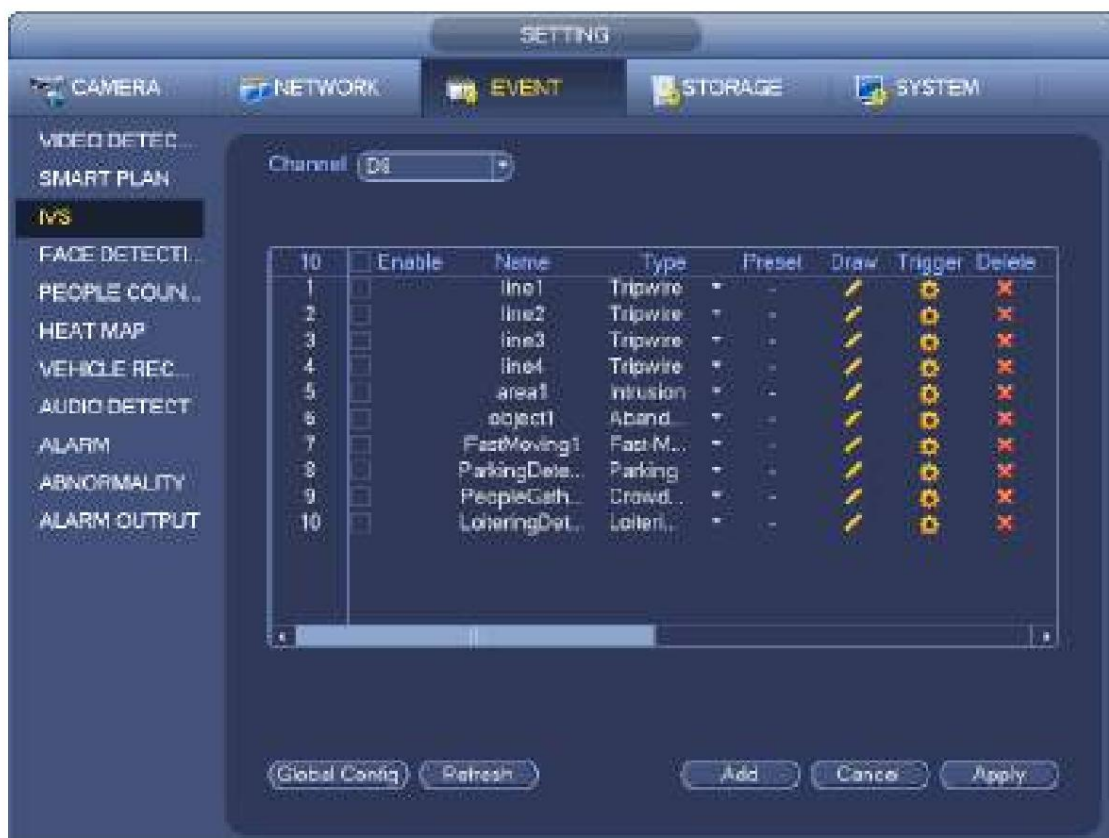 SETTING
CAMERA NETWORK EVENT STORAGE SYSTEM
VIDEO DETEC...
SMART PLAN
IVS
FACE DETECTI...
PEOPLE COUN...
HEAT MAP
VEHICLE REC...
AUDIO DETECT
ALARM
ABNORMALITY
ALARM OUTPUT
Channel
10 Enable Name Type Preset Draw Trigger Delete
1 line1 Tripwire -
2 line2 Tripwire -
3 line3 Tripwire -
4 line4 Tripwire -
5 area1 Intrusion -
6 object1 Aband... -
7 FastMoving1 Fast-M... -
8 ParkingDete... Parking -
9 PeopleGath... Crowd... -
10 LoiteringDet... Loiteri... -
Global Config Refresh Add Cancel Apply